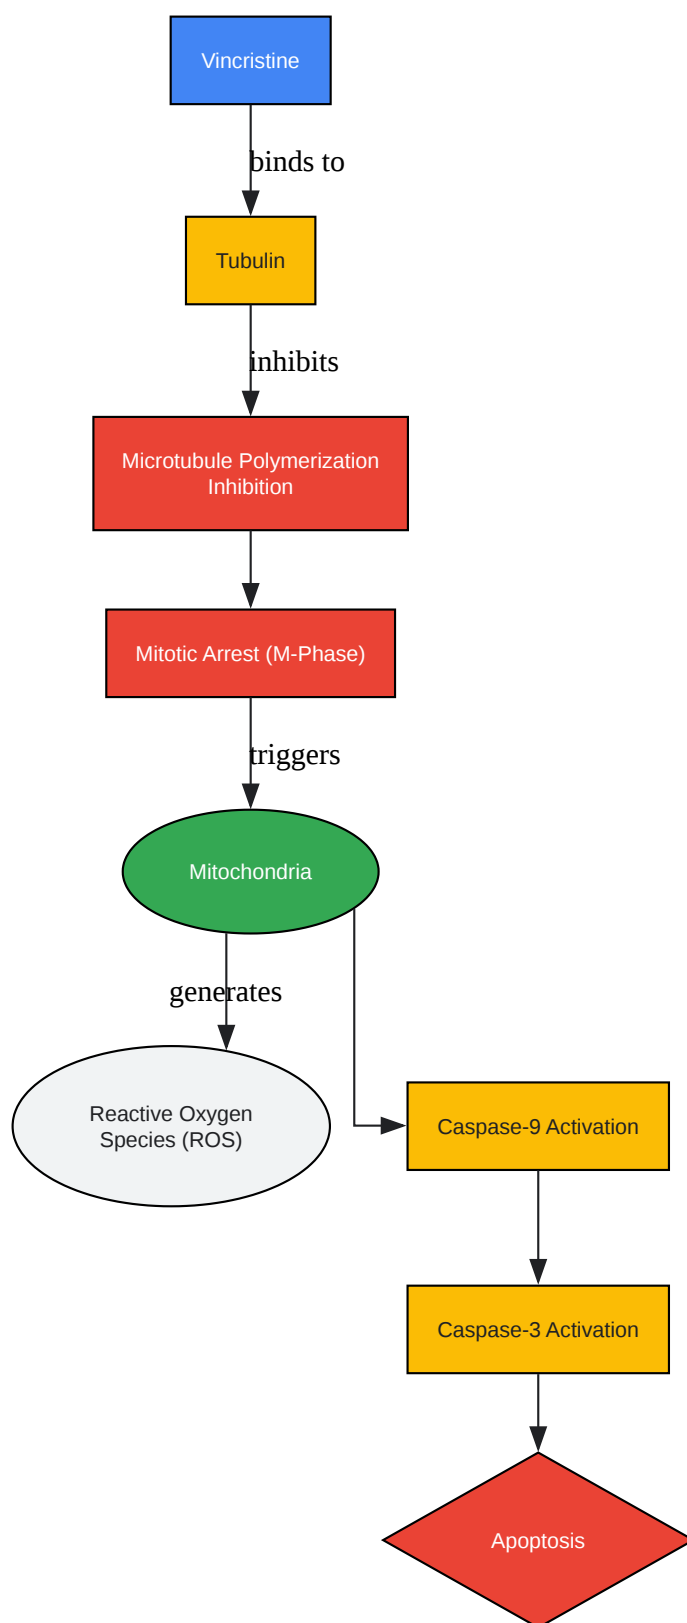 Vincristine
binds to
Tubulin
inhibits
Microtubule Polymerization
Inhibition
Mitotic Arrest (M-Phase)
triggers
Mitochondria
generates
Reactive Oxygen
Species (ROS)
Caspase-9 Activation
Caspase-3 Activation
Apoptosis